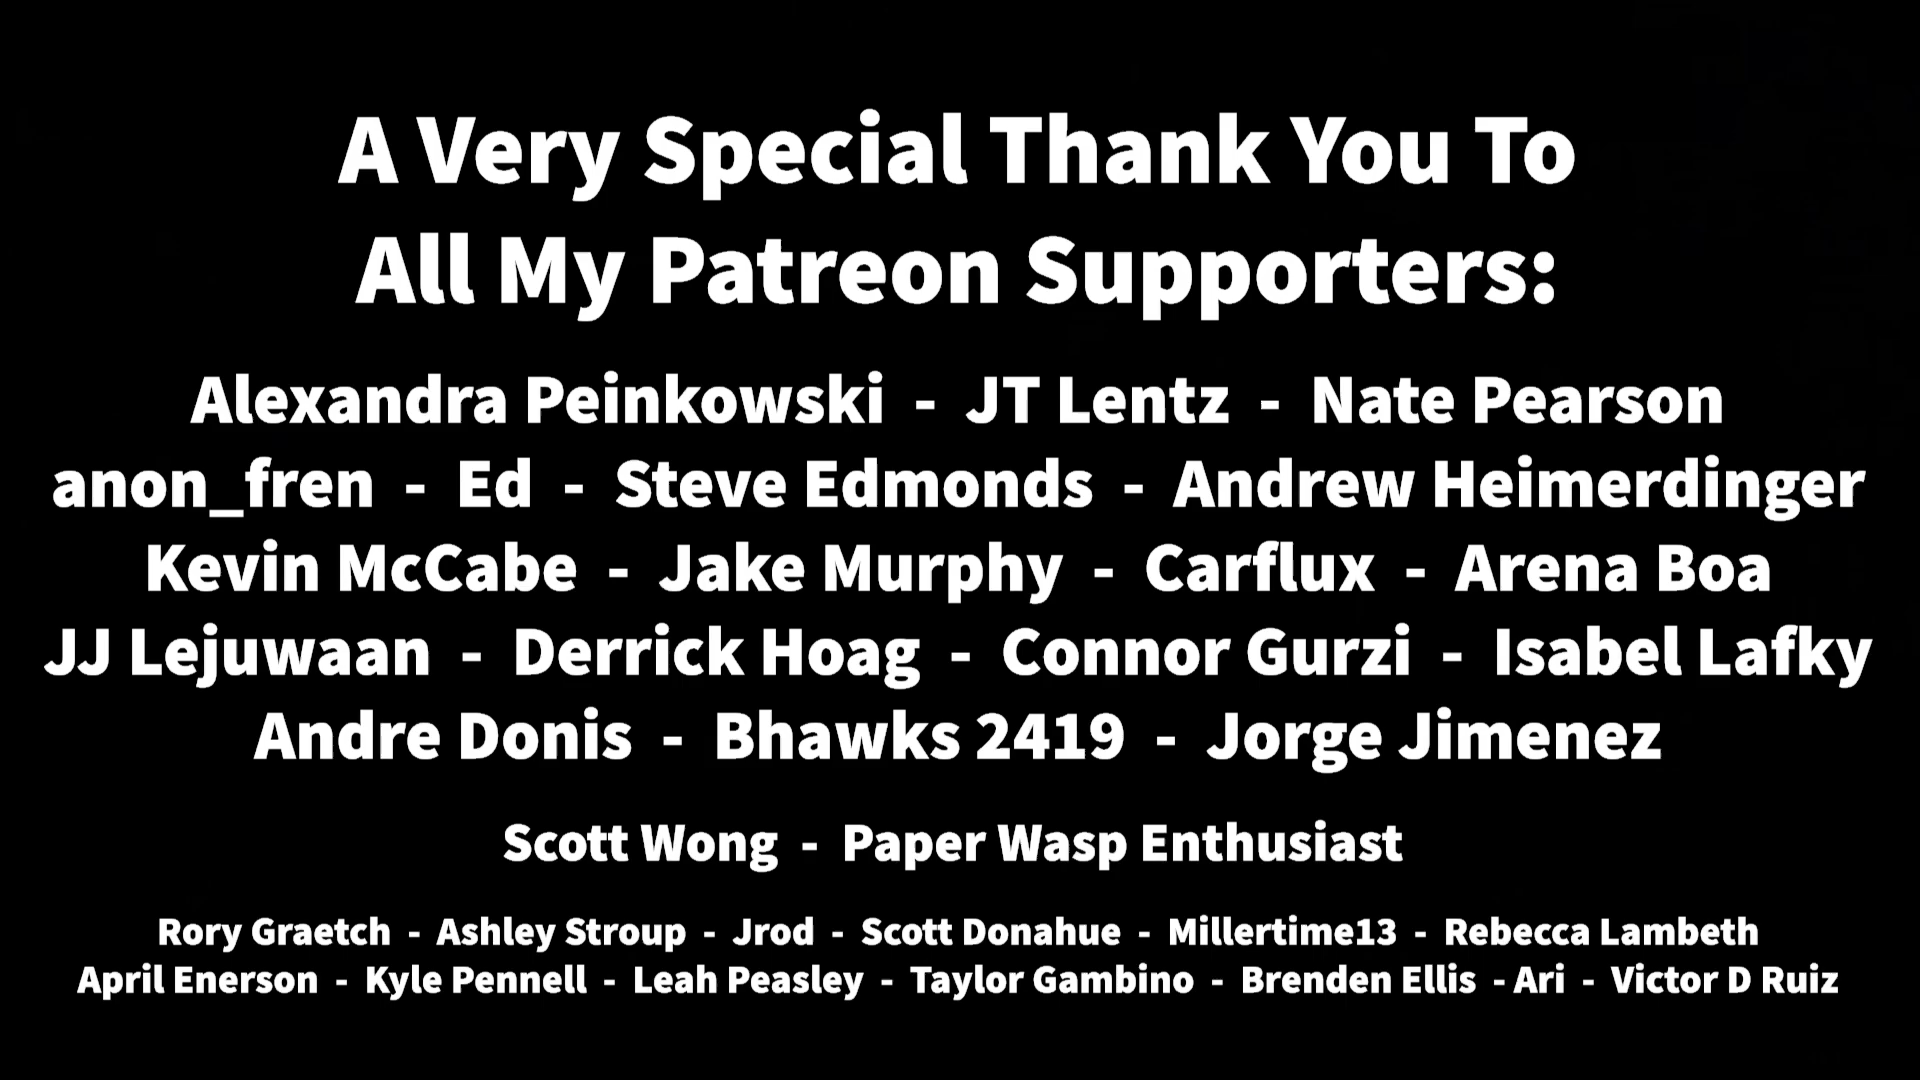 A Very Special Thank You To
All My Patreon Supporters:
Alexandra Peinkowski - JT Lentz - Nate Pearson
anon_fren - Ed - Steve Edmonds - Andrew Heimerdinger
Kevin McCabe - Jake Murphy - Carflux - Arena Boa
JJ Lejuwaan - Derrick Hoag - Connor Gurzi - Isabel Lafky
Andre Donis - Bhawks 2419 - Jorge Jimenez
Scott Wong - Paper Wasp Enthusiast
Rory Graetch - Ashley Stroup - Jrod - Scott Donahue - Millertime13 - Rebecca Lambeth
April Enerson - Kyle Pennell - Leah Peasley - Taylor Gambino - Brenden Ellis - Ari - Victor D Ruiz